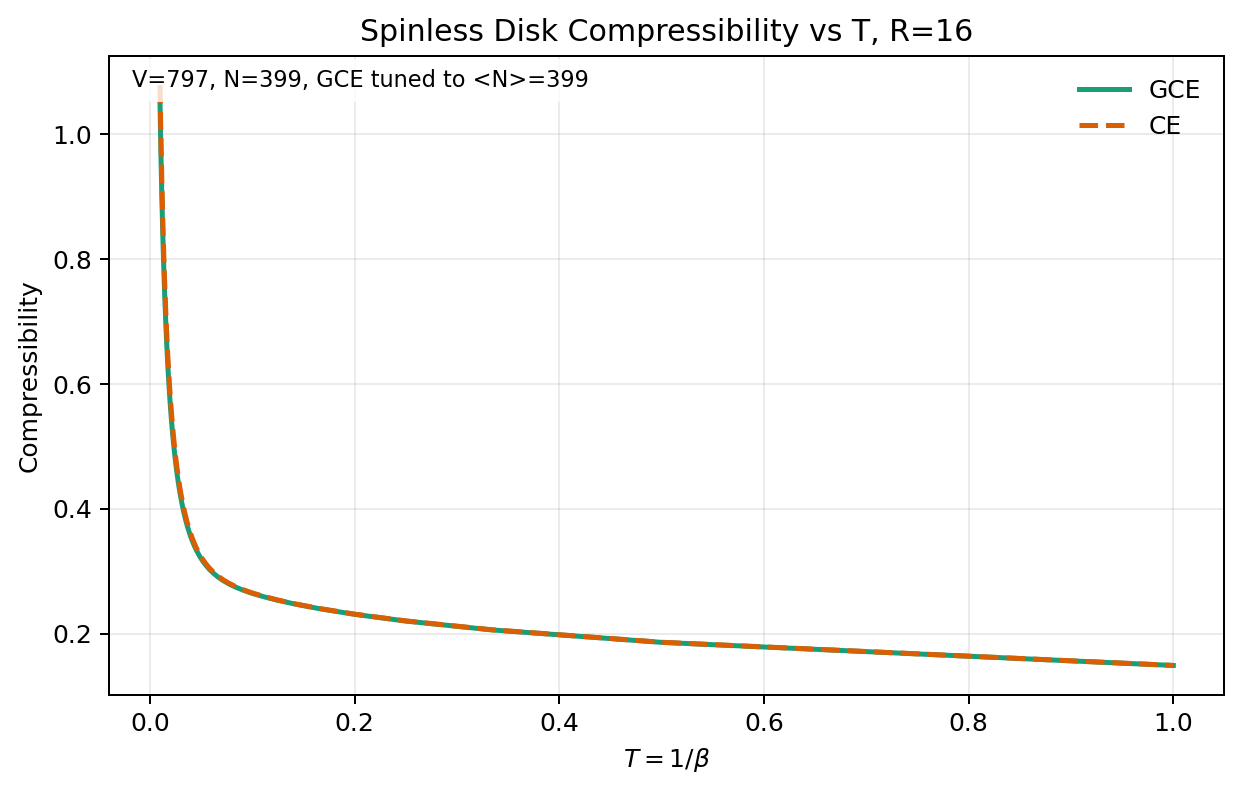 Spinless Disk Compressibility vs T, R=16
V=797, N=399, GCE tuned to <N>=399
GCE
CE
Compressibility
1.0
0.8
0.6
0.4
0.2
0.0 0.2 0.4 0.6 0.8 1.0
T = 1/β